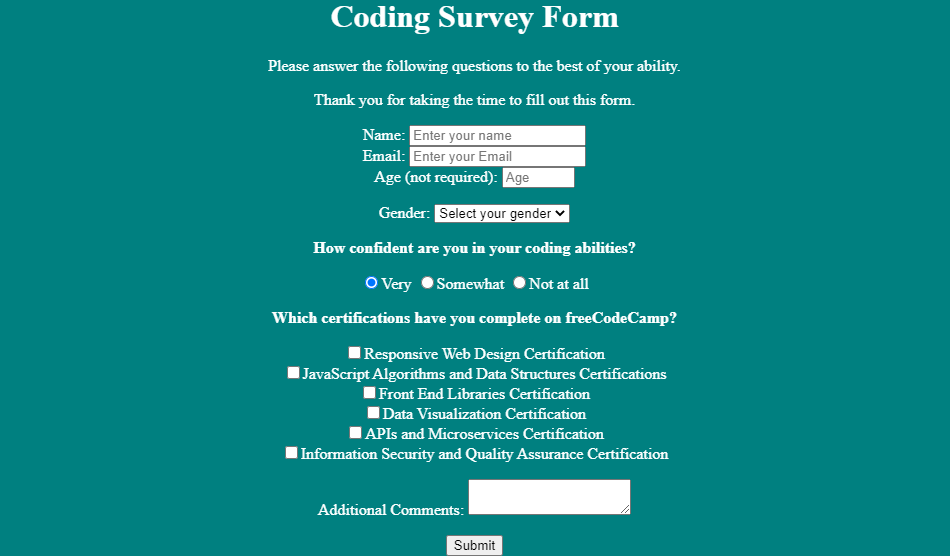 Coding Survey Form
Please answer the following questions to the best of your ability.
Thank you for taking the time to fill out this form.
Name: Enter your name
Email: Enter your Email
Age (not required): Age
Gender: Select your gender
How confident are you in your coding abilities?
Very Somewhat Not at all
Which certifications have you complete on freeCodeCamp?
Responsive Web Design Certification
JavaScript Algorithms and Data Structures Certifications
Front End Libraries Certification
Data Visualization Certification
APIs and Microservices Certification
Information Security and Quality Assurance Certification
Additional Comments:
Submit